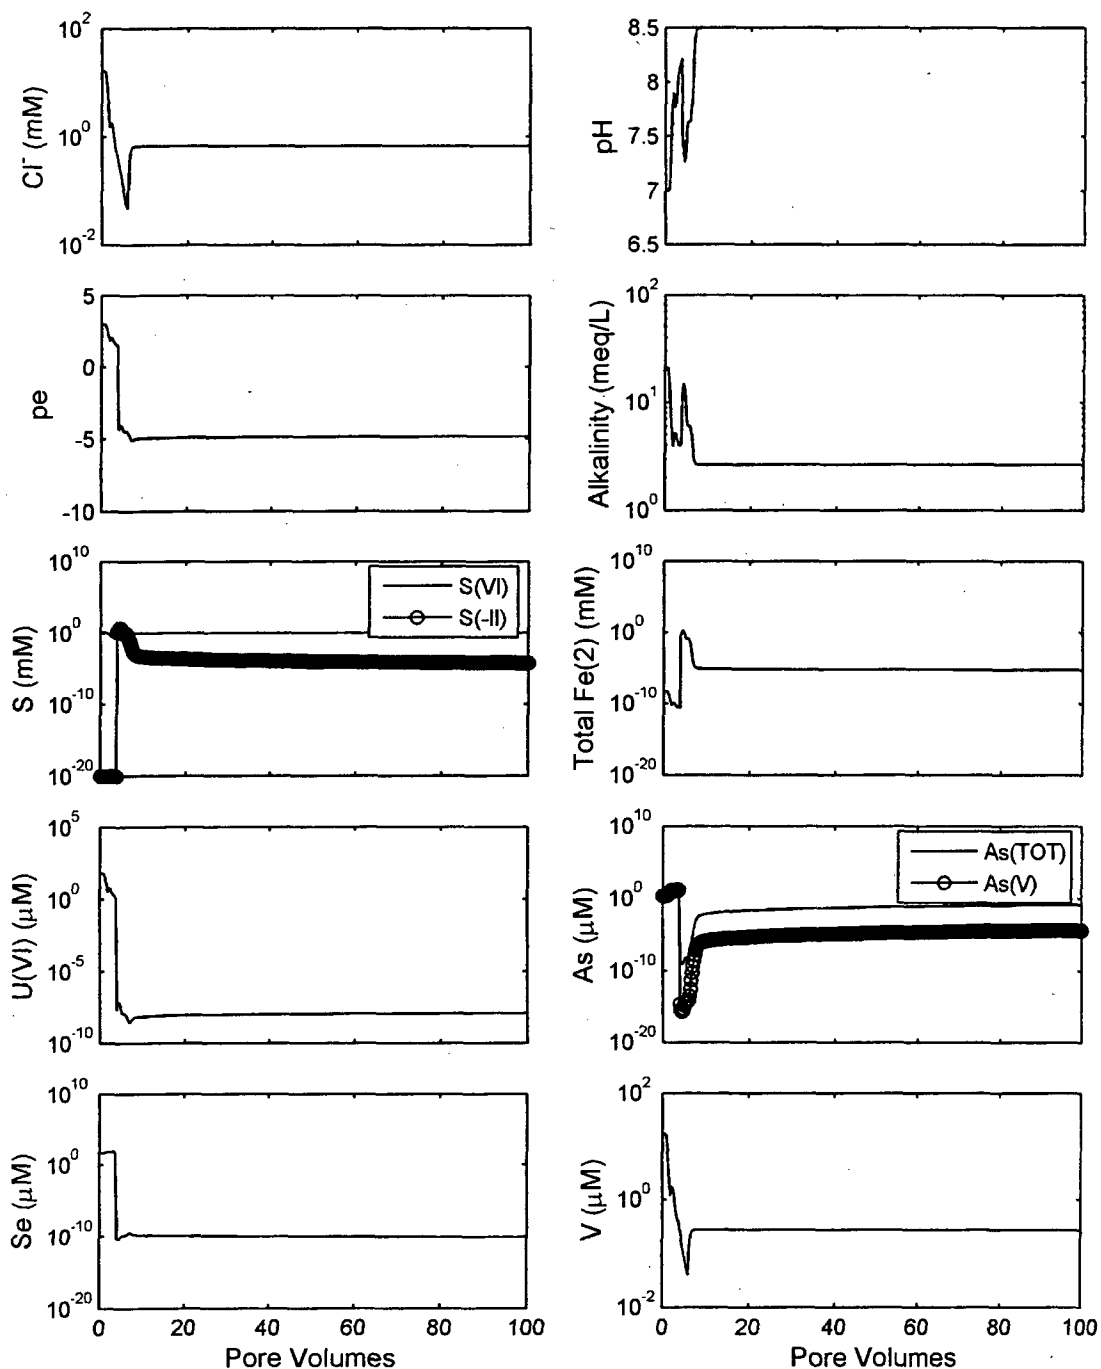 10^2
10^0
10^-2
Cl^- (mM)
8.5
8
7.5
7
6.5
pH
5
0
-5
-10
pe
10^2
10^1
10^0
Alkalinity (meq/L)
10^10
10^0
10^-10
10^-20
S (mM)
S(VI)
S(-II)
10^10
10^0
10^-10
10^-20
Total Fe(2) (mM)
10^5
10^0
10^-5
10^-10
U(VI) (μM)
10^10
10^0
10^-10
10^-20
As (μM)
As(TOT)
As(V)
10^10
10^0
10^-10
10^-20
Se (μM)
0 20 40 60 80 100
Pore Volumes
10^2
10^0
10^-2
V (μM)
0 20 40 60 80 100
Pore Volumes